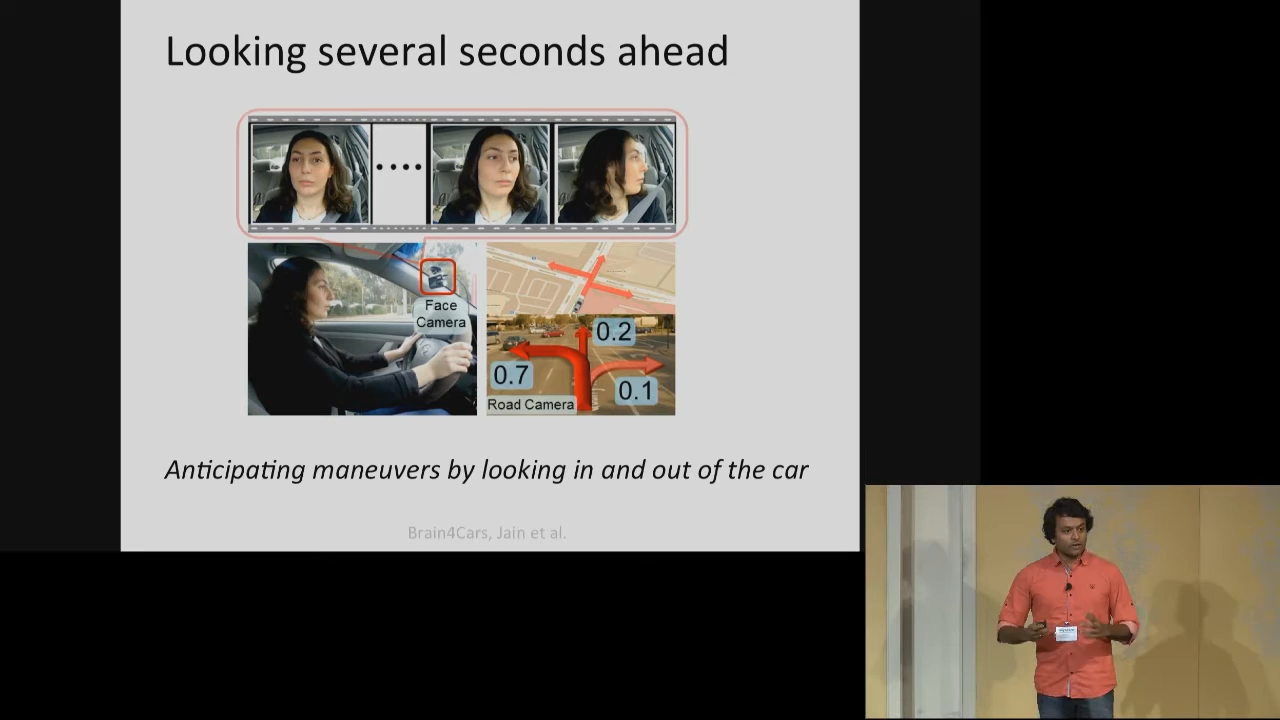 Looking several seconds ahead
Face
Camera
0.2
0.7
0.1
Road Camera
Anticipating maneuvers by looking in and out of the car
Brain4Cars, Jain et al.